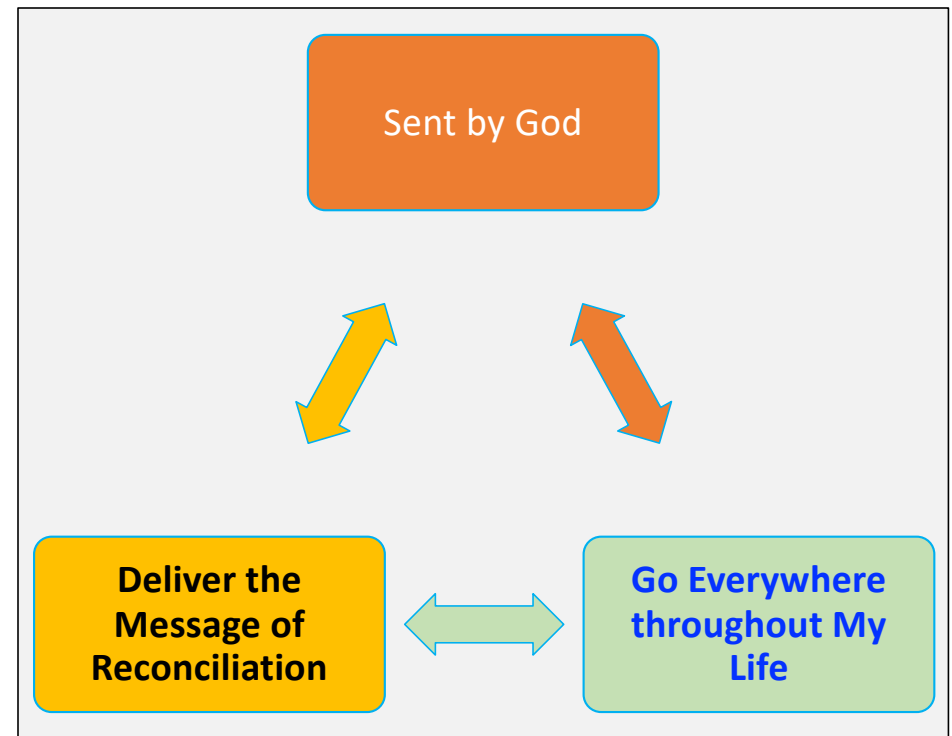 Sent by God
Deliver the
Message of
Reconciliation
Go Everywhere
throughout My
Life